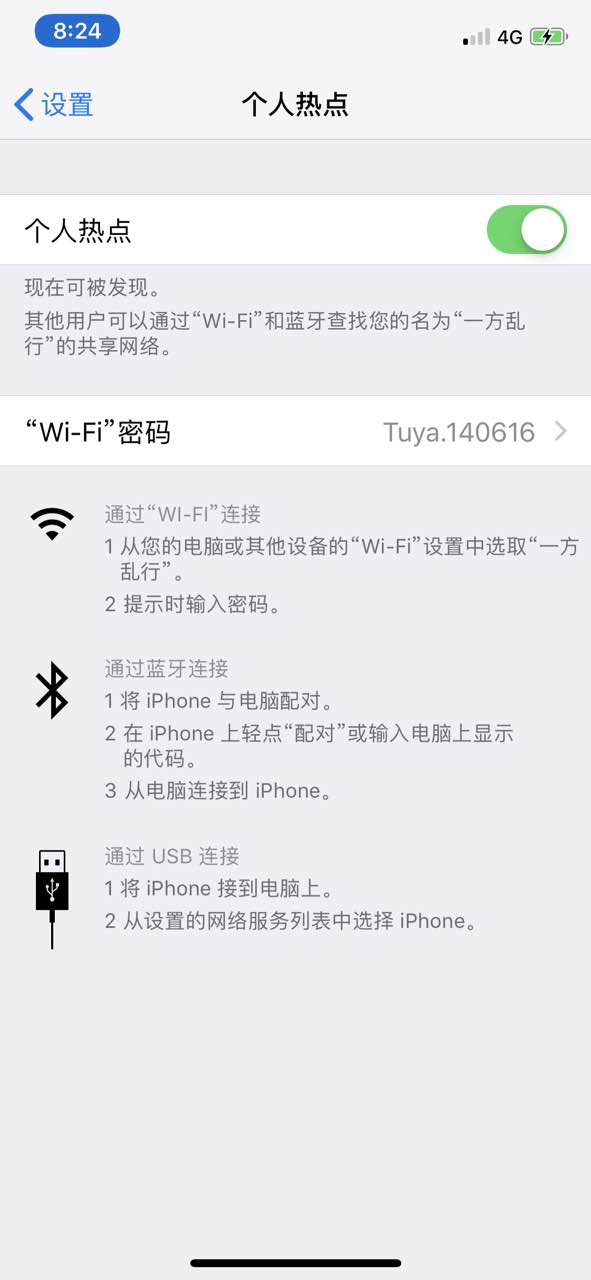 8:24
4G
设置
个人热点
个人热点
现在可被发现。
其他用户可以通过“Wi-Fi”和蓝牙查找您的名为“一方乱
行”的共享网络。
“Wi-Fi”密码
Tuya.140616
通过“WI-FI”连接
1 从您的电脑或其他设备的“Wi-Fi”设置中选取“一方
乱行”。
2 提示时输入密码。
通过蓝牙连接
1 将 iPhone 与电脑配对。
2 在 iPhone 上轻点“配对”或输入电脑上显示
的代码。
3 从电脑连接到 iPhone。
通过 USB 连接
1 将 iPhone 接到电脑上。
2 从设置的网络服务列表中选择 iPhone。